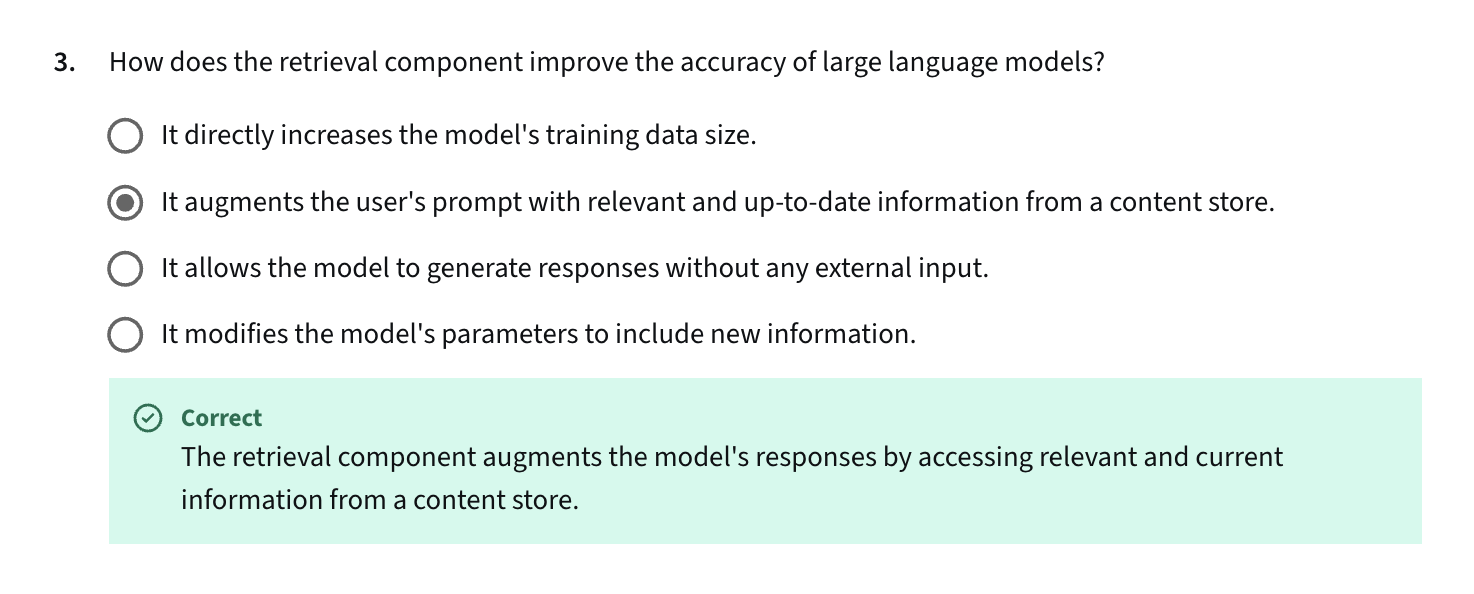 3. How does the retrieval component improve the accuracy of large language models?
It directly increases the model's training data size.
It augments the user's prompt with relevant and up-to-date information from a content store.
It allows the model to generate responses without any external input.
It modifies the model's parameters to include new information.
Correct
The retrieval component augments the model's responses by accessing relevant and current
information from a content store.